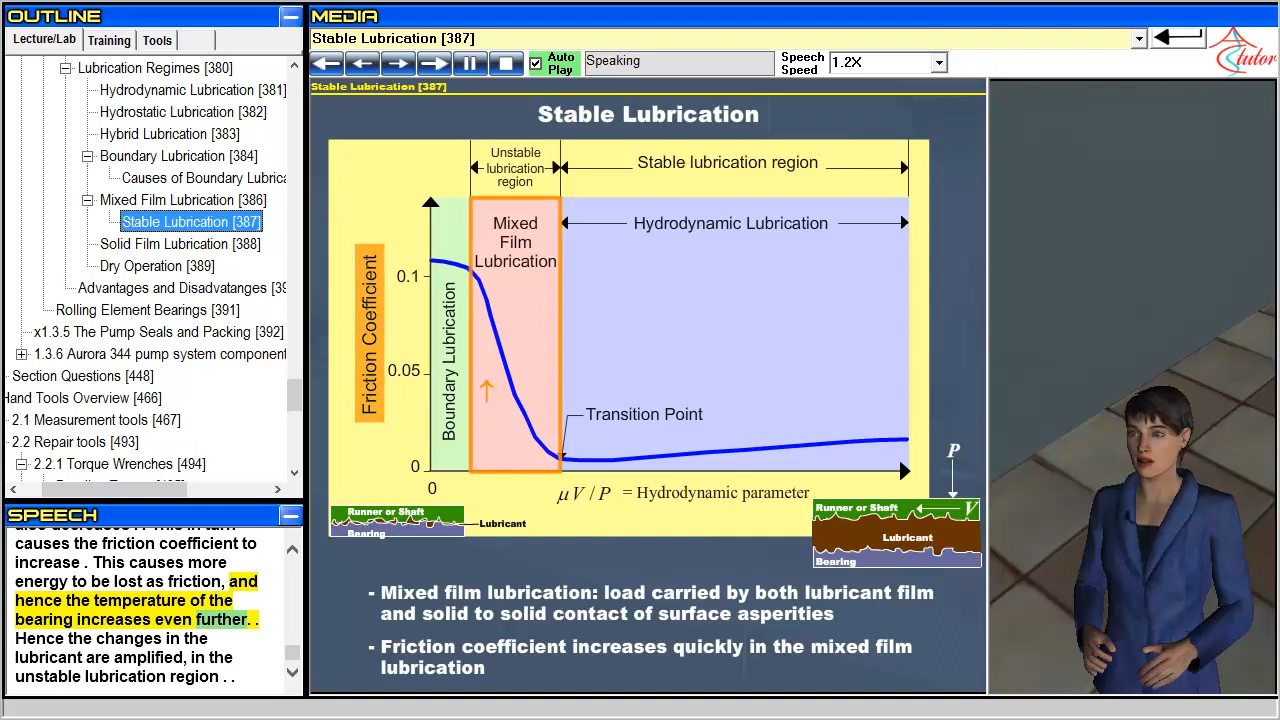 OUTLINE
Lecture/Lab Training Tools
Lubrication Regimes [380]
Hydrodynamic Lubrication [381]
Hydrostatic Lubrication [382]
Hybrid Lubrication [383]
Boundary Lubrication [384]
Causes of Boundary Lubrica
Mixed Film Lubrication [386]
Stable Lubrication [387]
Solid Film Lubrication [388]
Dry Operation [389]
Advantages and Disadvatanges [39
Rolling Element Bearings [391]
x1.3.5 The Pump Seals and Packing [392]
1.3.6 Aurora 344 pump system component
Section Questions [448]
Hand Tools Overview [466]
2.1 Measurement tools [467]
2.2 Repair tools [493]
2.2.1 Torque Wrenches [494]
SPEECH
causes the friction coefficient to
increase . This causes more
energy to be lost as friction, and
hence the temperature of the
bearing increases even further. .
Hence the changes in the
lubricant are amplified, in the
unstable lubrication region . .
MEDIA
Stable Lubrication [387]
Auto
Play
Speaking
Speech
Speed
1.2X
tutor
Stable Lubrication [387]
Stable Lubrication
Unstable
lubrication
region
Stable lubrication region
Mixed
Film
Lubrication
Hydrodynamic Lubrication
Friction Coefficient
0.1
0.05
0
Boundary Lubrication
Transition Point
0
μV/P = Hydrodynamic parameter
P
Runner or Shaft
Lubricant
Bearing
Runner or Shaft V
Lubricant
Bearing
- Mixed film lubrication: load carried by both lubricant film
and solid to solid contact of surface asperities
- Friction coefficient increases quickly in the mixed film
lubrication